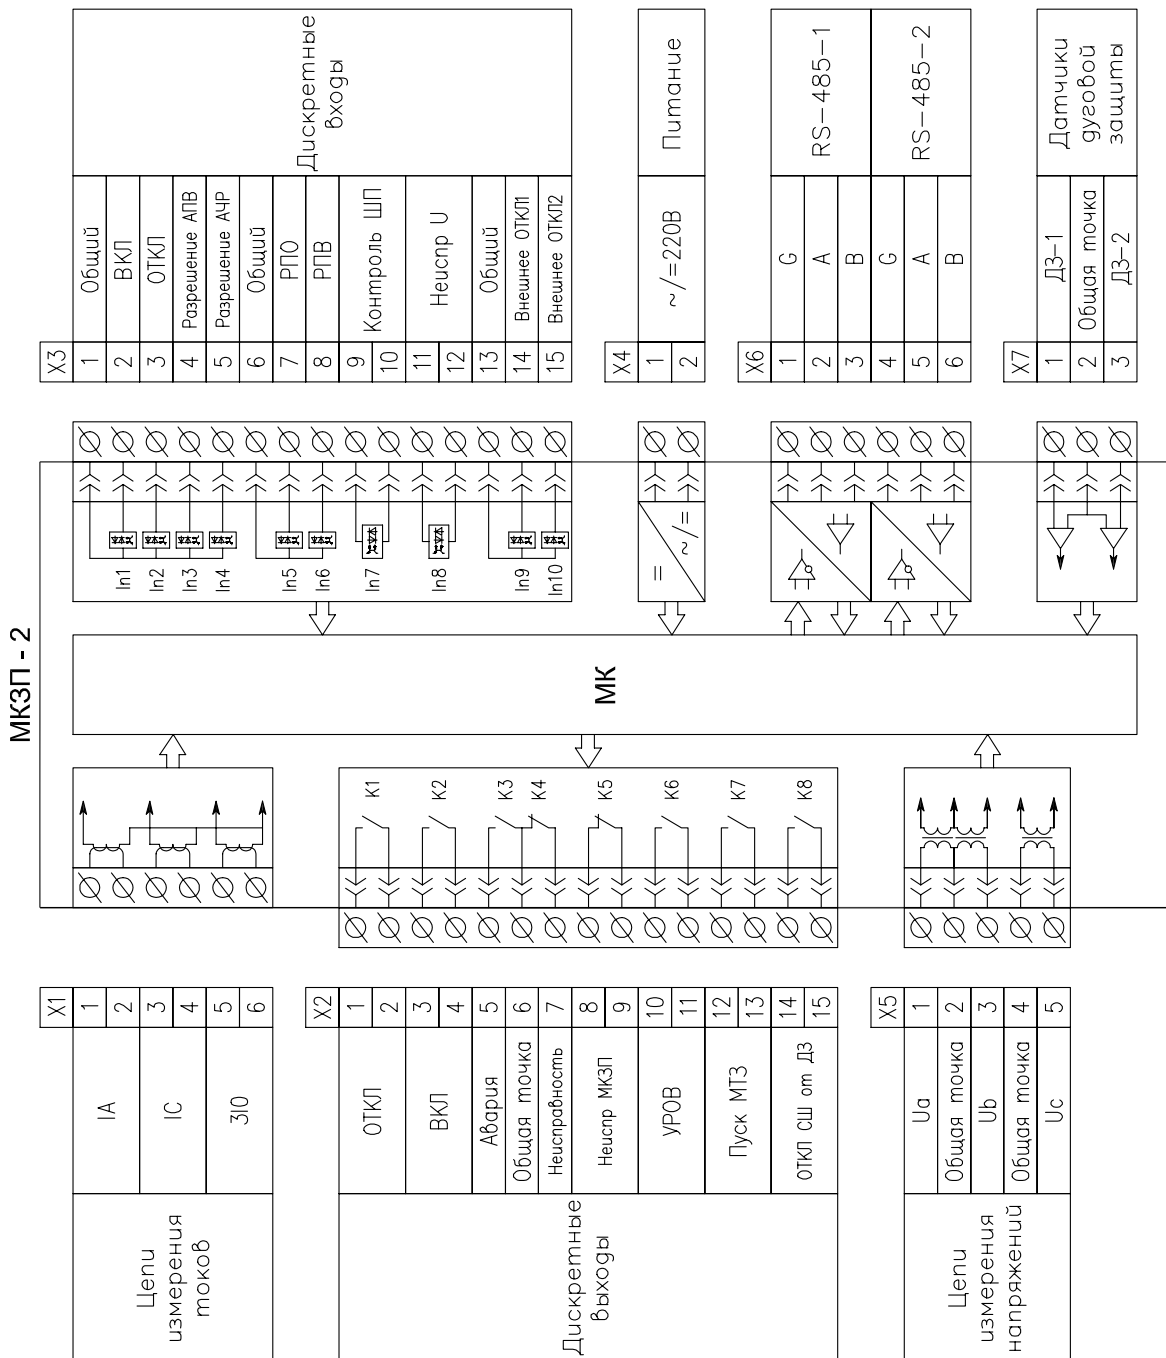 МКЗП - 2
X1
Цепи
измерения
токов
IA
IC
3I0
1
2
3
4
5
6
X2
Дискретные
выходы
ОТКЛ
ВКЛ
Авария
Общая точка
Неисправность
Неиспр МКЗП
УРОВ
Пуск МТЗ
ОТКЛ СШ от ДЗ
1
2
3
4
5
6
7
8
9
10
11
12
13
14
15
X5
Цепи
измерения
напряжений
Ua
Общая точка
Ub
Общая точка
Uc
1
2
3
4
5
K1
K2
K3
K4
K5
K6
K7
K8
МК
In1
In2
In3
In4
In5
In6
In7
In8
In9
In10
=
~/=
X3
1
2
3
4
5
6
7
8
9
10
11
12
13
14
15
Общий
ВКЛ
ОТКЛ
Разрешение АПВ
Разрешение АЧР
Общий
РПО
РПВ
Контроль ШП
Неиспр U
Общий
Внешнее ОТКЛ1
Внешнее ОТКЛ2
Дискретные
входы
X4
1
2
~/=220В
Питание
X6
1
2
3
4
5
6
G
A
B
G
A
B
RS-485-1
RS-485-2
X7
1
2
3
ДЗ-1
Общая точка
ДЗ-2
Датчики
дуговой
защиты